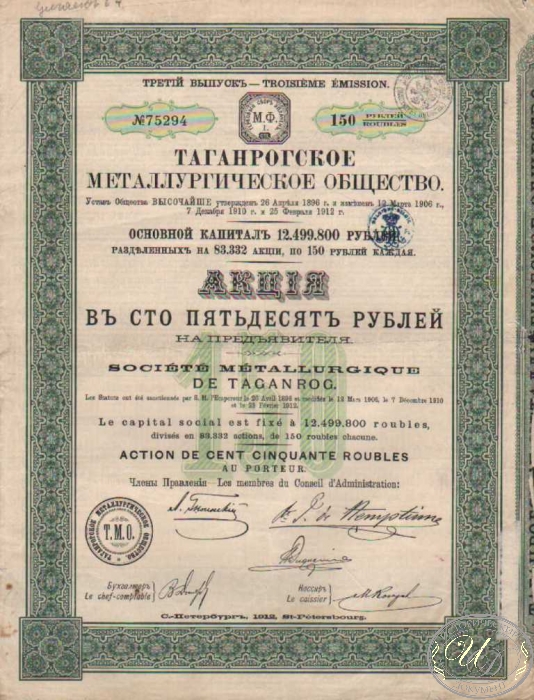 ТРЕТІЙ ВЫПУСКЪ — TROISIÈME ÉMISSION.
№75294
М.Ф.
150 РУБЛЕЙ ROUBLES
ТАГАНРОГСКОЕ
МЕТАЛЛУРГИЧЕСКОЕ ОБЩЕСТВО.
Уставъ Общества ВЫСОЧАЙШЕ утвержденъ 26 Апрѣля 1896 г. и измѣненъ 12 Марта 1906 г.,
7 Декабря 1910 г. и 25 Февраля 1912 г.
ОСНОВНОЙ КАПИТАЛЪ 12.499.800 РУБЛЕЙ
РАЗДѢЛЕННЫХЪ НА 83.332 АКЦІИ, ПО 150 РУБЛЕЙ КАЖДАЯ.
АКЦІЯ
ВЪ СТО ПЯТЬДЕСЯТЪ РУБЛЕЙ
НА ПРЕДЪЯВИТЕЛЯ.
150
SOCIÉTÉ MÉTALLURGIQUE
DE TAGANROG.
Les Statuts ont été sanctionnés par S. M. l'Empereur le 26 Avril 1896 et modifiés le 12 Mars 1906, le 7 Décembre 1910
et le 25 Février 1912.
Le capital social est fixé à 12.499.800 roubles,
divisés en 83.332 actions, de 150 roubles chacune.
ACTION DE CENT CINQUANTE ROUBLES
AU PORTEUR.
Члены Правленія - Les membres du Conseil d'Administration:
ТАГАНРОГСКОЕ МЕТАЛЛУРГИЧЕСКОЕ ОБЩЕСТВО.
Т.М.О.
Бухгалтеръ
Le chef-comptable
Кассиръ
Le caissier
С.-Петербургъ, 1912, St-Pétersbourg.